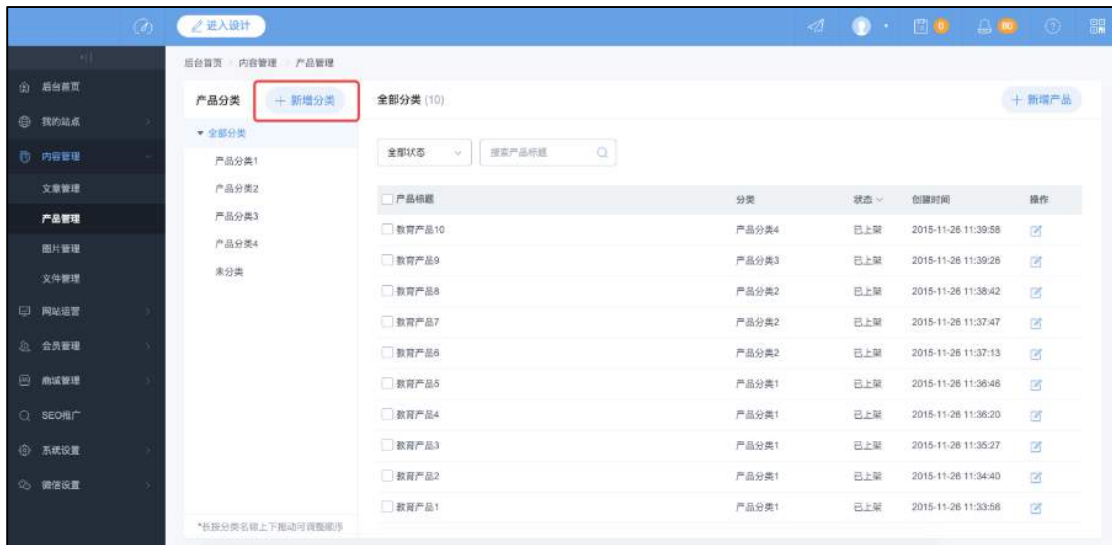 进入设计
0
80
后台首页 内容管理 产品管理
后台首页
我的站点
内容管理
文章管理
产品管理
图片管理
文件管理
网站运营
会员管理
商城管理
SEO推广
系统设置
微信设置
产品分类 + 新增分类
全部分类
产品分类1
产品分类2
产品分类3
产品分类4
未分类
*长按分类名称上下拖动可调整顺序
全部分类 (10) + 新增产品
全部状态 搜索产品标题
产品标题 分类 状态 创建时间 操作
教育产品10 产品分类4 已上架 2015-11-26 11:39:58
教育产品9 产品分类3 已上架 2015-11-26 11:39:26
教育产品8 产品分类2 已上架 2015-11-26 11:38:42
教育产品7 产品分类2 已上架 2015-11-26 11:37:47
教育产品6 产品分类2 已上架 2015-11-26 11:37:13
教育产品5 产品分类1 已上架 2015-11-26 11:36:46
教育产品4 产品分类1 已上架 2015-11-26 11:36:20
教育产品3 产品分类1 已上架 2015-11-26 11:35:27
教育产品2 产品分类1 已上架 2015-11-26 11:34:40
教育产品1 产品分类1 已上架 2015-11-26 11:33:58